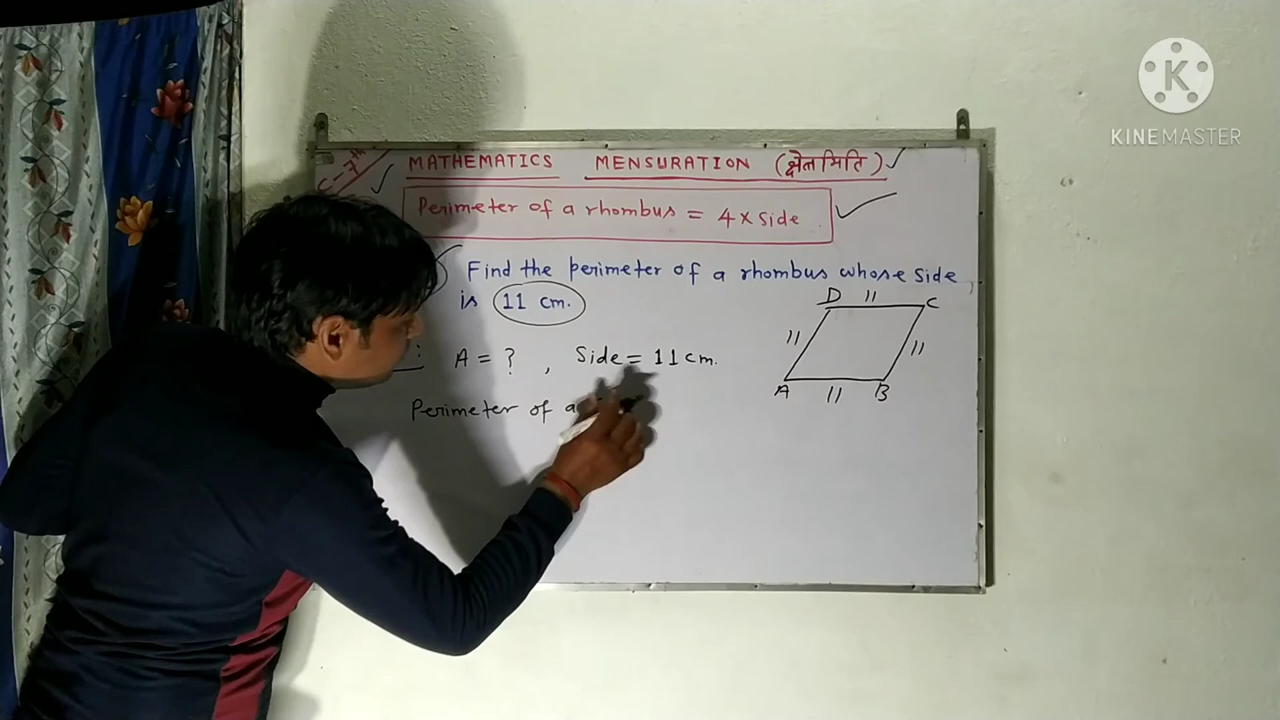 C-7th MATHEMATICS MENSURATION (क्षेत्रमिति)
Perimeter of a rhombus = 4 × side
Find the perimeter of a rhombus whose side,
is 11 cm.
A = ? , Side = 11 cm.
Perimeter of a
D 11 C
11 11
A 11 B
K
KINEMASTER